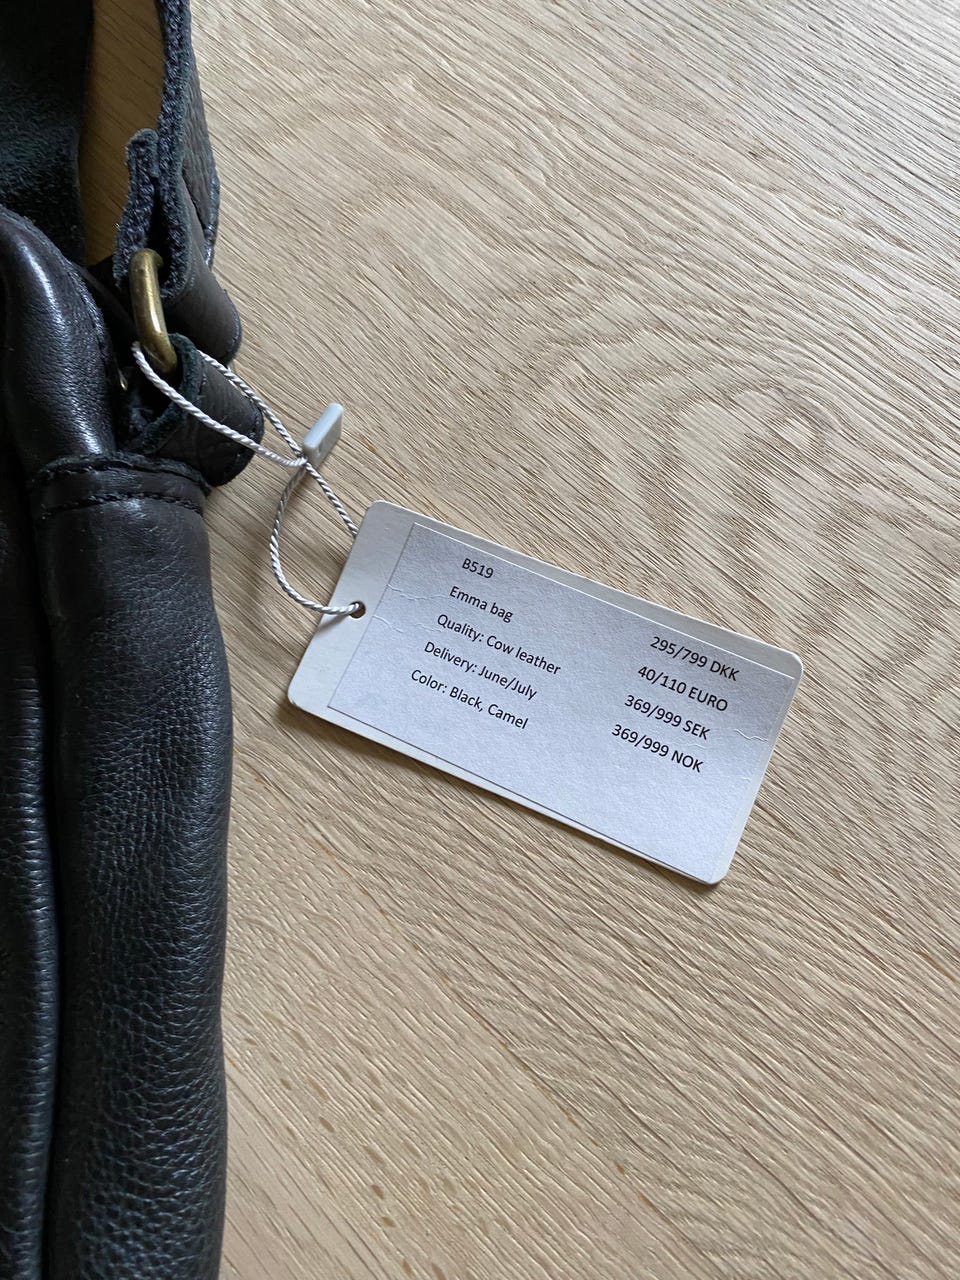 B519
Emma bag
Quality: Cow leather
Delivery: June/July
Color: Black, Camel
295/799 DKK
40/110 EURO
369/999 SEK
369/999 NOK